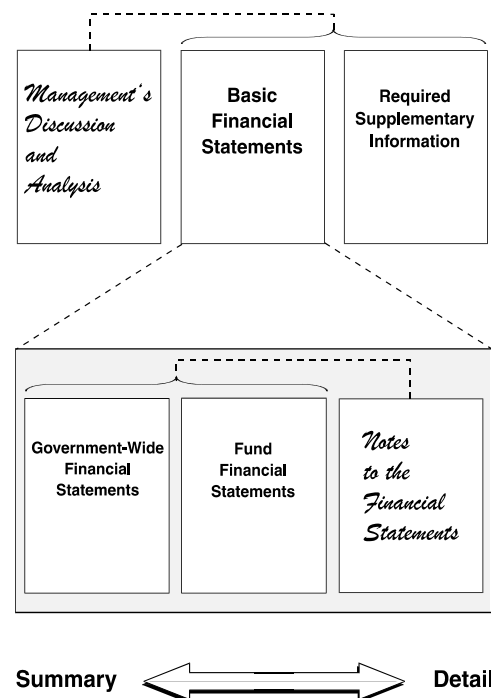 Management's
Discussion
and
Analysis
Basic
Financial
Statements
Required
Supplementary
Information
Government-Wide
Financial
Statements
Fund
Financial
Statements
Notes
to the
Financial
Statements
Summary
Detail